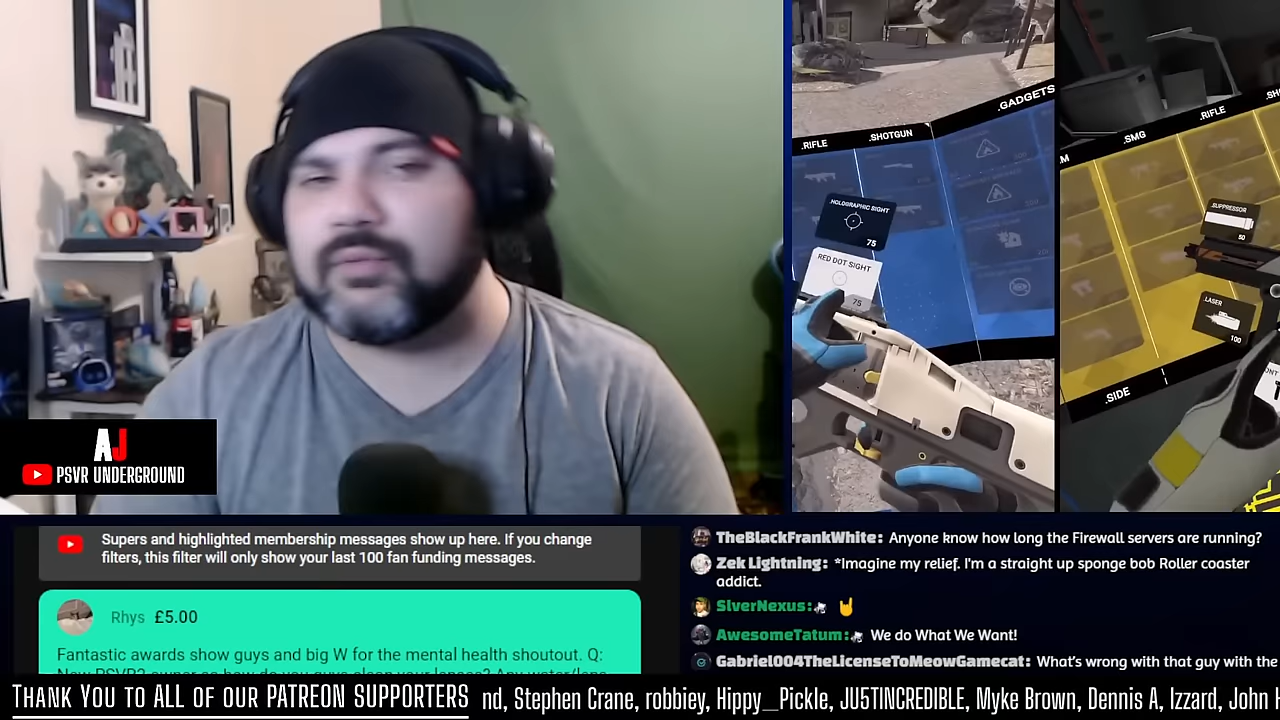 .GADGETS
.RIFLE
.SHOTGUN
.HOLOGRAPHIC SIGHT
75
RED DOT SIGHT
75
.SMG
.RIFLE
SUPPRESSOR
50
.LASER
100
.SIDE
AJ
PSVR UNDERGROUND
Supers and highlighted membership messages show up here. If you change
filters, this filter will only show your last 100 fan funding messages.
Rhys £5.00
Fantastic awards show guys and big W for the mental health shoutout. Q:
TheBlackFrankWhite: Anyone know how long the Firewall servers are running?
Zek Lightning: *Imagine my relief. I'm a straight up sponge bob Roller coaster
addict.
SlverNexus:
AwesomeTatum: We do What We Want!
Gabriel004TheLicenseToMeowGamecat: What's wrong with that guy with the
THANK YOU TO ALL OF OUR PATREON SUPPORTERS nd, Stephen Crane, robbiey, Hippy_Pickle, JU5TINCREDIBLE, Myke Brown, Dennis A, Izzard, John